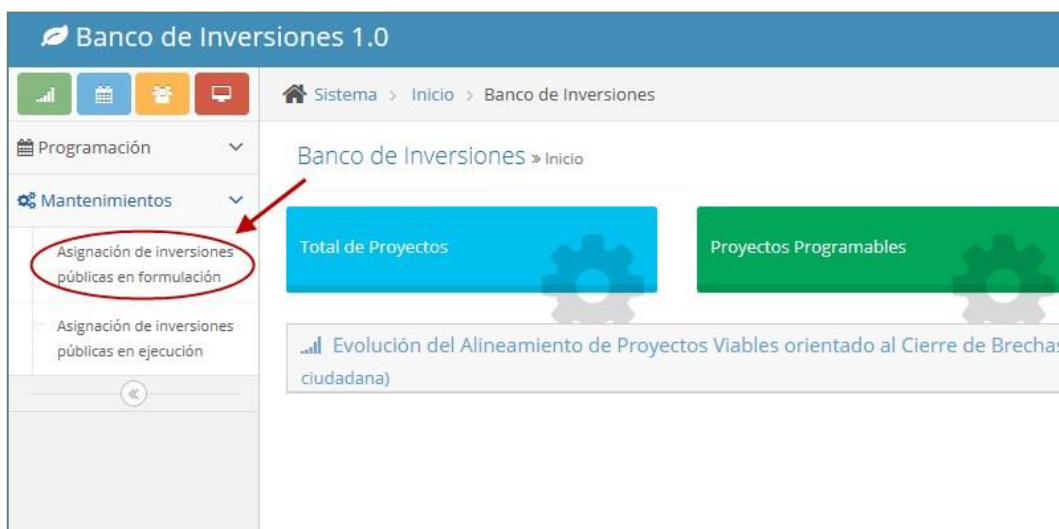 Banco de Inversiones 1.0
Sistema > Inicio > Banco de Inversiones
Programación
Mantenimientos
Asignación de inversiones
públicas en formulación
Asignación de inversiones
públicas en ejecución
Banco de Inversiones » Inicio
Total de Proyectos
Proyectos Programables
Evolución del Alineamiento de Proyectos Viables orientado al Cierre de Brechas
ciudadana)